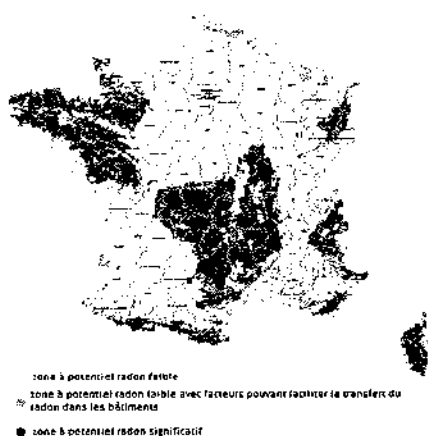 zone à potentiel radon faible
zone à potentiel radon faible avec facteurs pouvant faciliter le transfert du
radon dans les bâtiments
zone à potentiel radon significatif